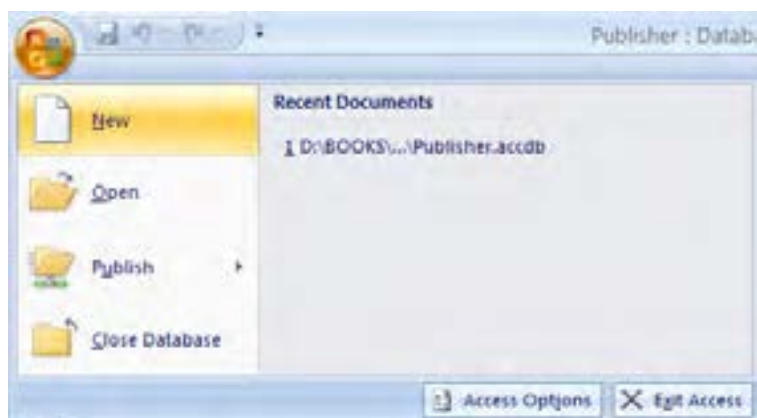 Publisher : Datab
New
Recent Documents
1 D:\BOOKS\...\Publisher.accdb
Open
Publish
Close Database
Access Options
Exit Access